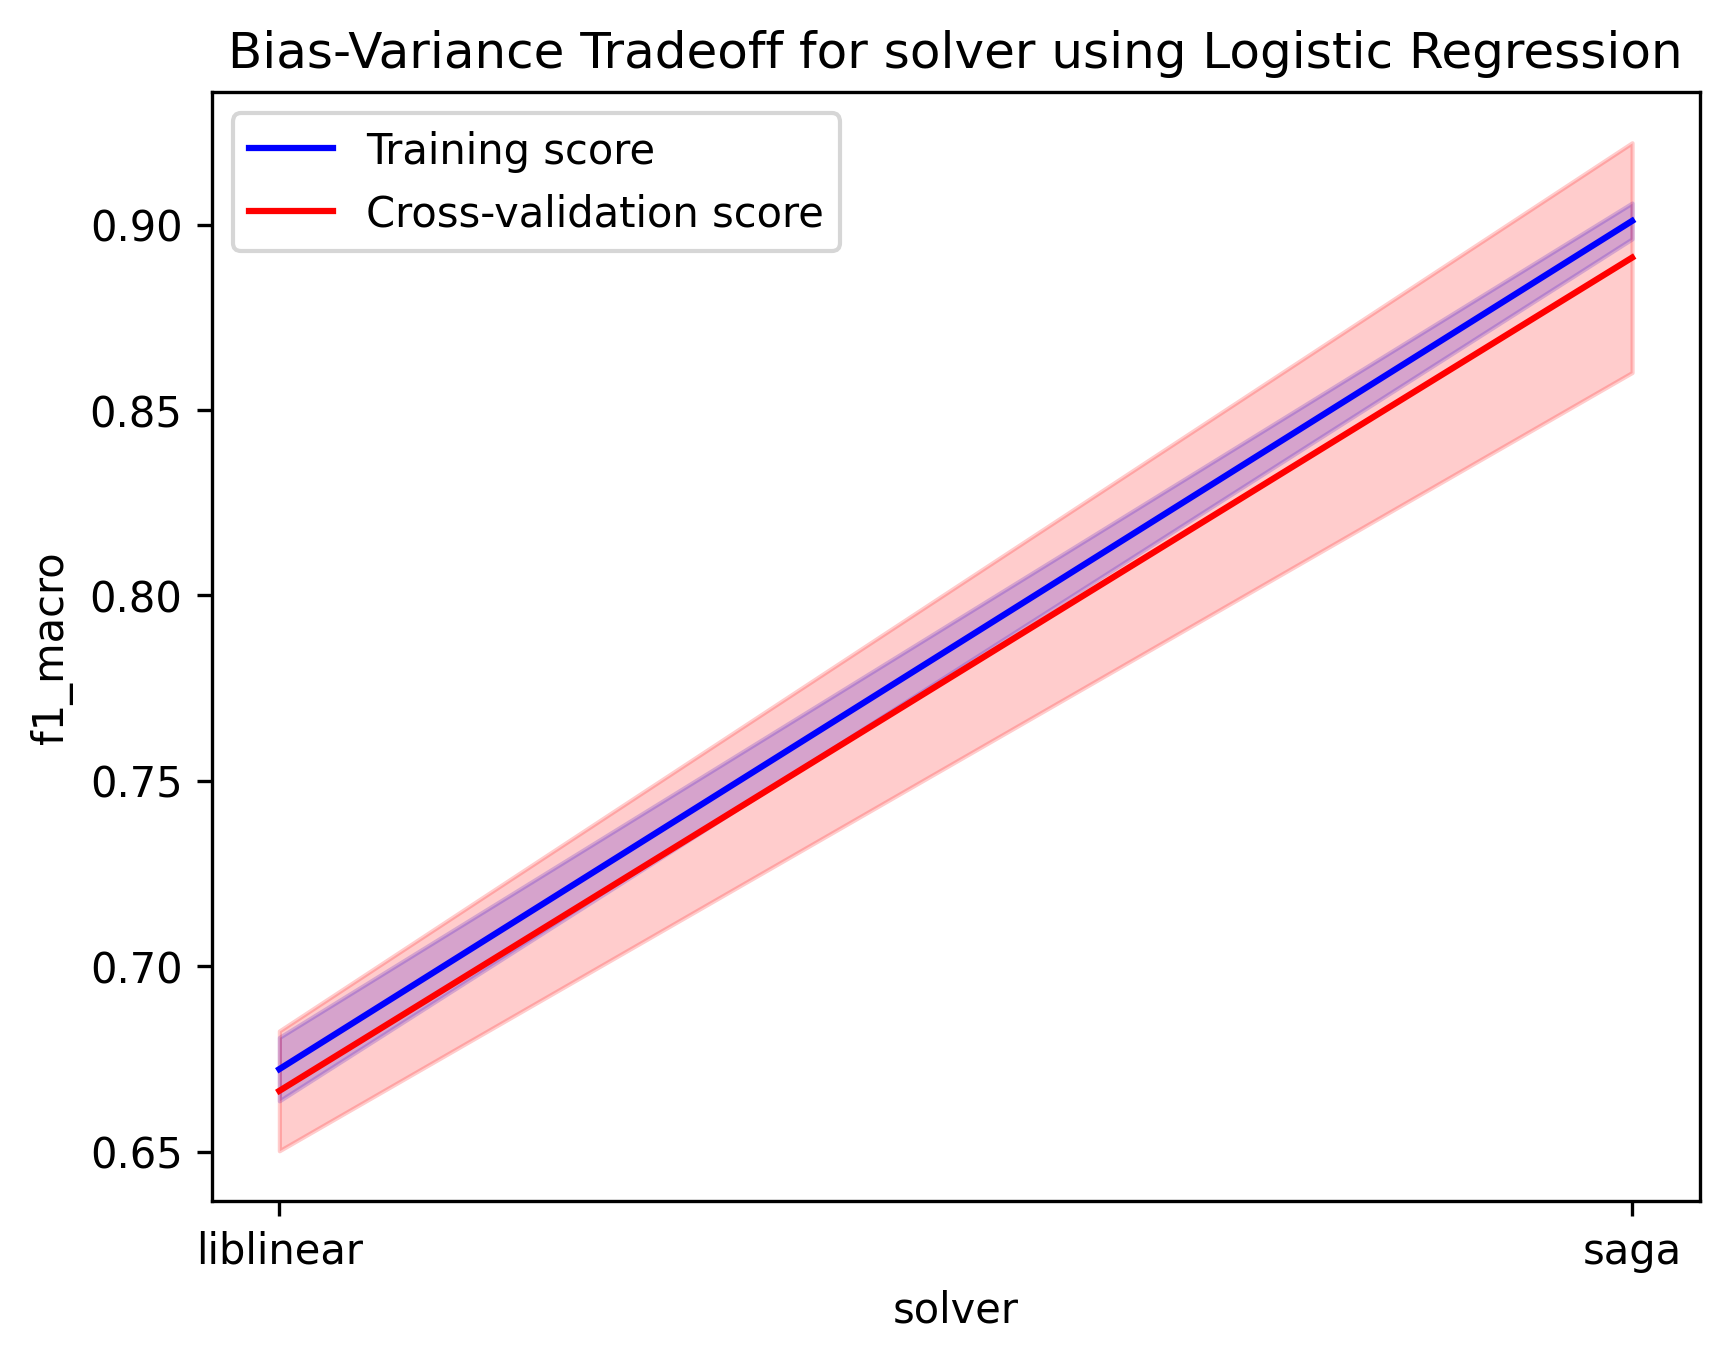 Bias-Variance Tradeoff for solver using Logistic Regression
Training score
Cross-validation score
f1_macro
0.90
0.85
0.80
0.75
0.70
0.65
liblinear
saga
solver